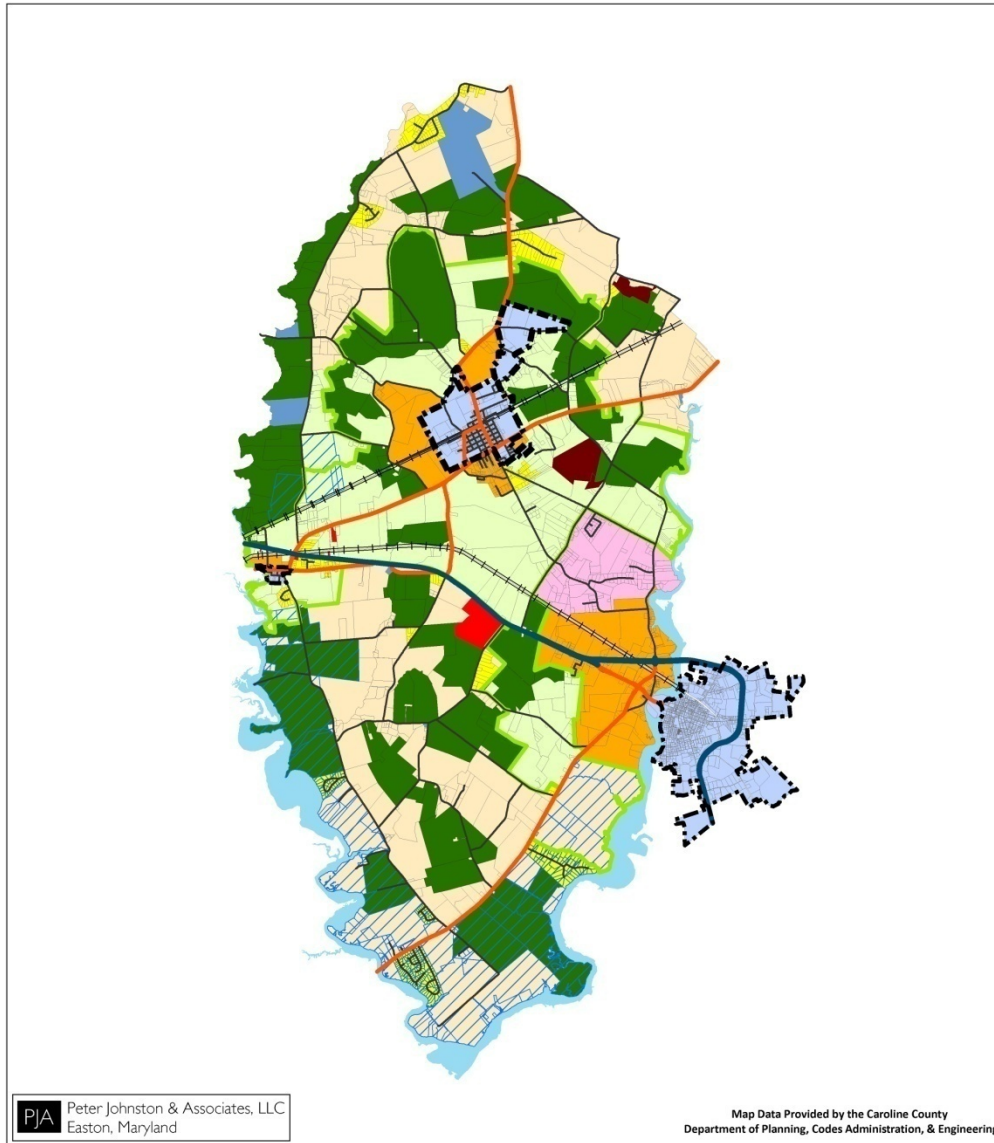 PJA
Peter Johnston & Associates, LLC
Easton, Maryland
Map Data Provided by the Caroline County
Department of Planning, Codes Administration, & Engineering